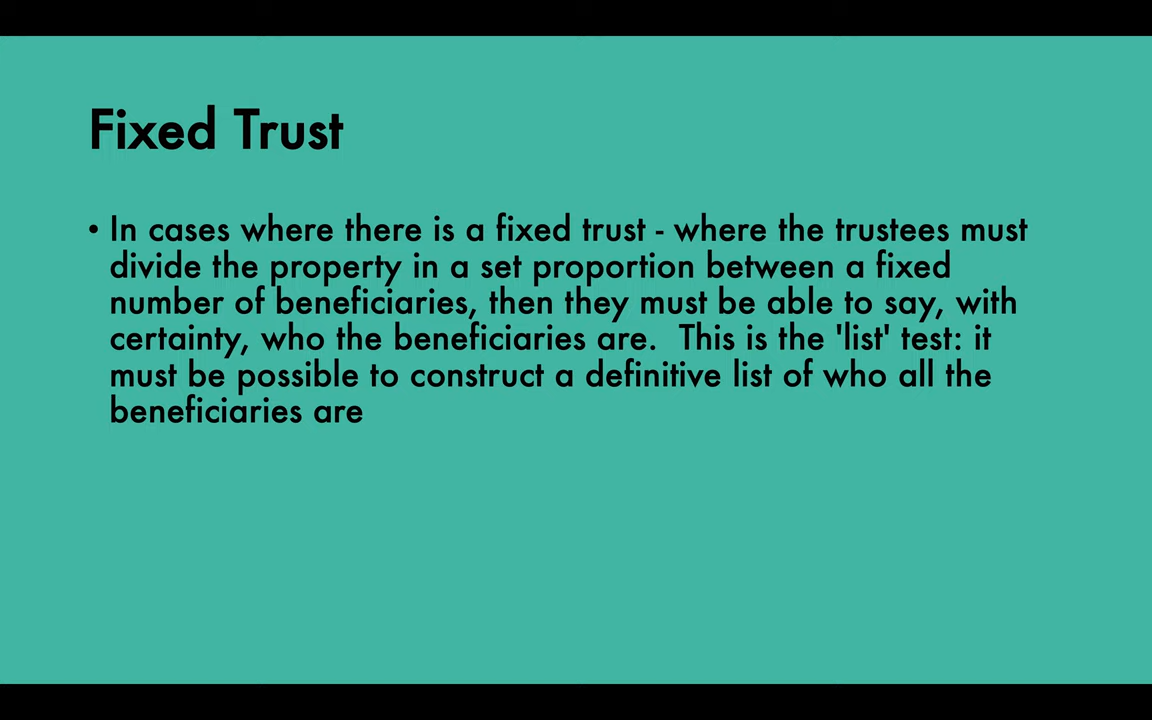 Fixed Trust
• In cases where there is a fixed trust - where the trustees must
divide the property in a set proportion between a fixed
number of beneficiaries, then they must be able to say, with
certainty, who the beneficiaries are.  This is the 'list' test: it
must be possible to construct a definitive list of who all the
beneficiaries are